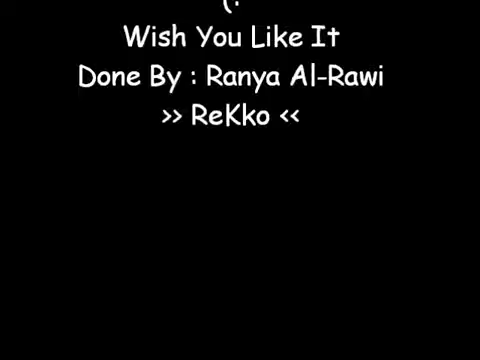 (:
Wish You Like It
Done By : Ranya Al-Rawi
>> ReKko <<